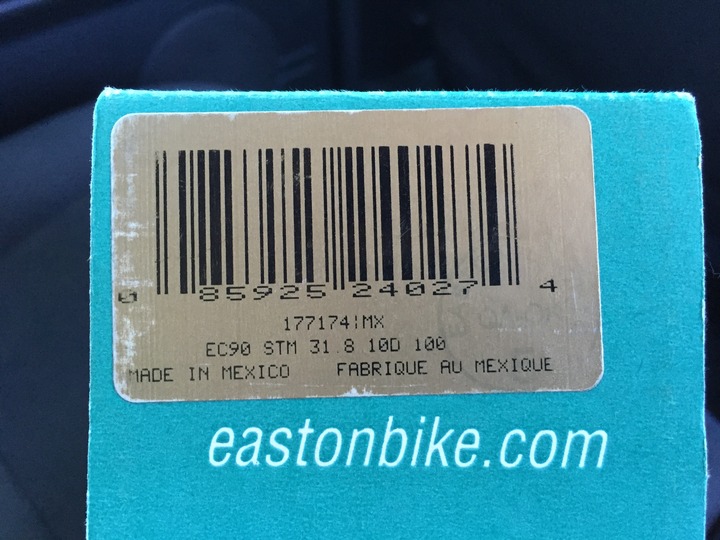 0 85925 24027 4
177174|MX
EC90 STM 31.8 10D 100
MADE IN MEXICO FABRIQUE AU MEXIQUE
eastonbike.com